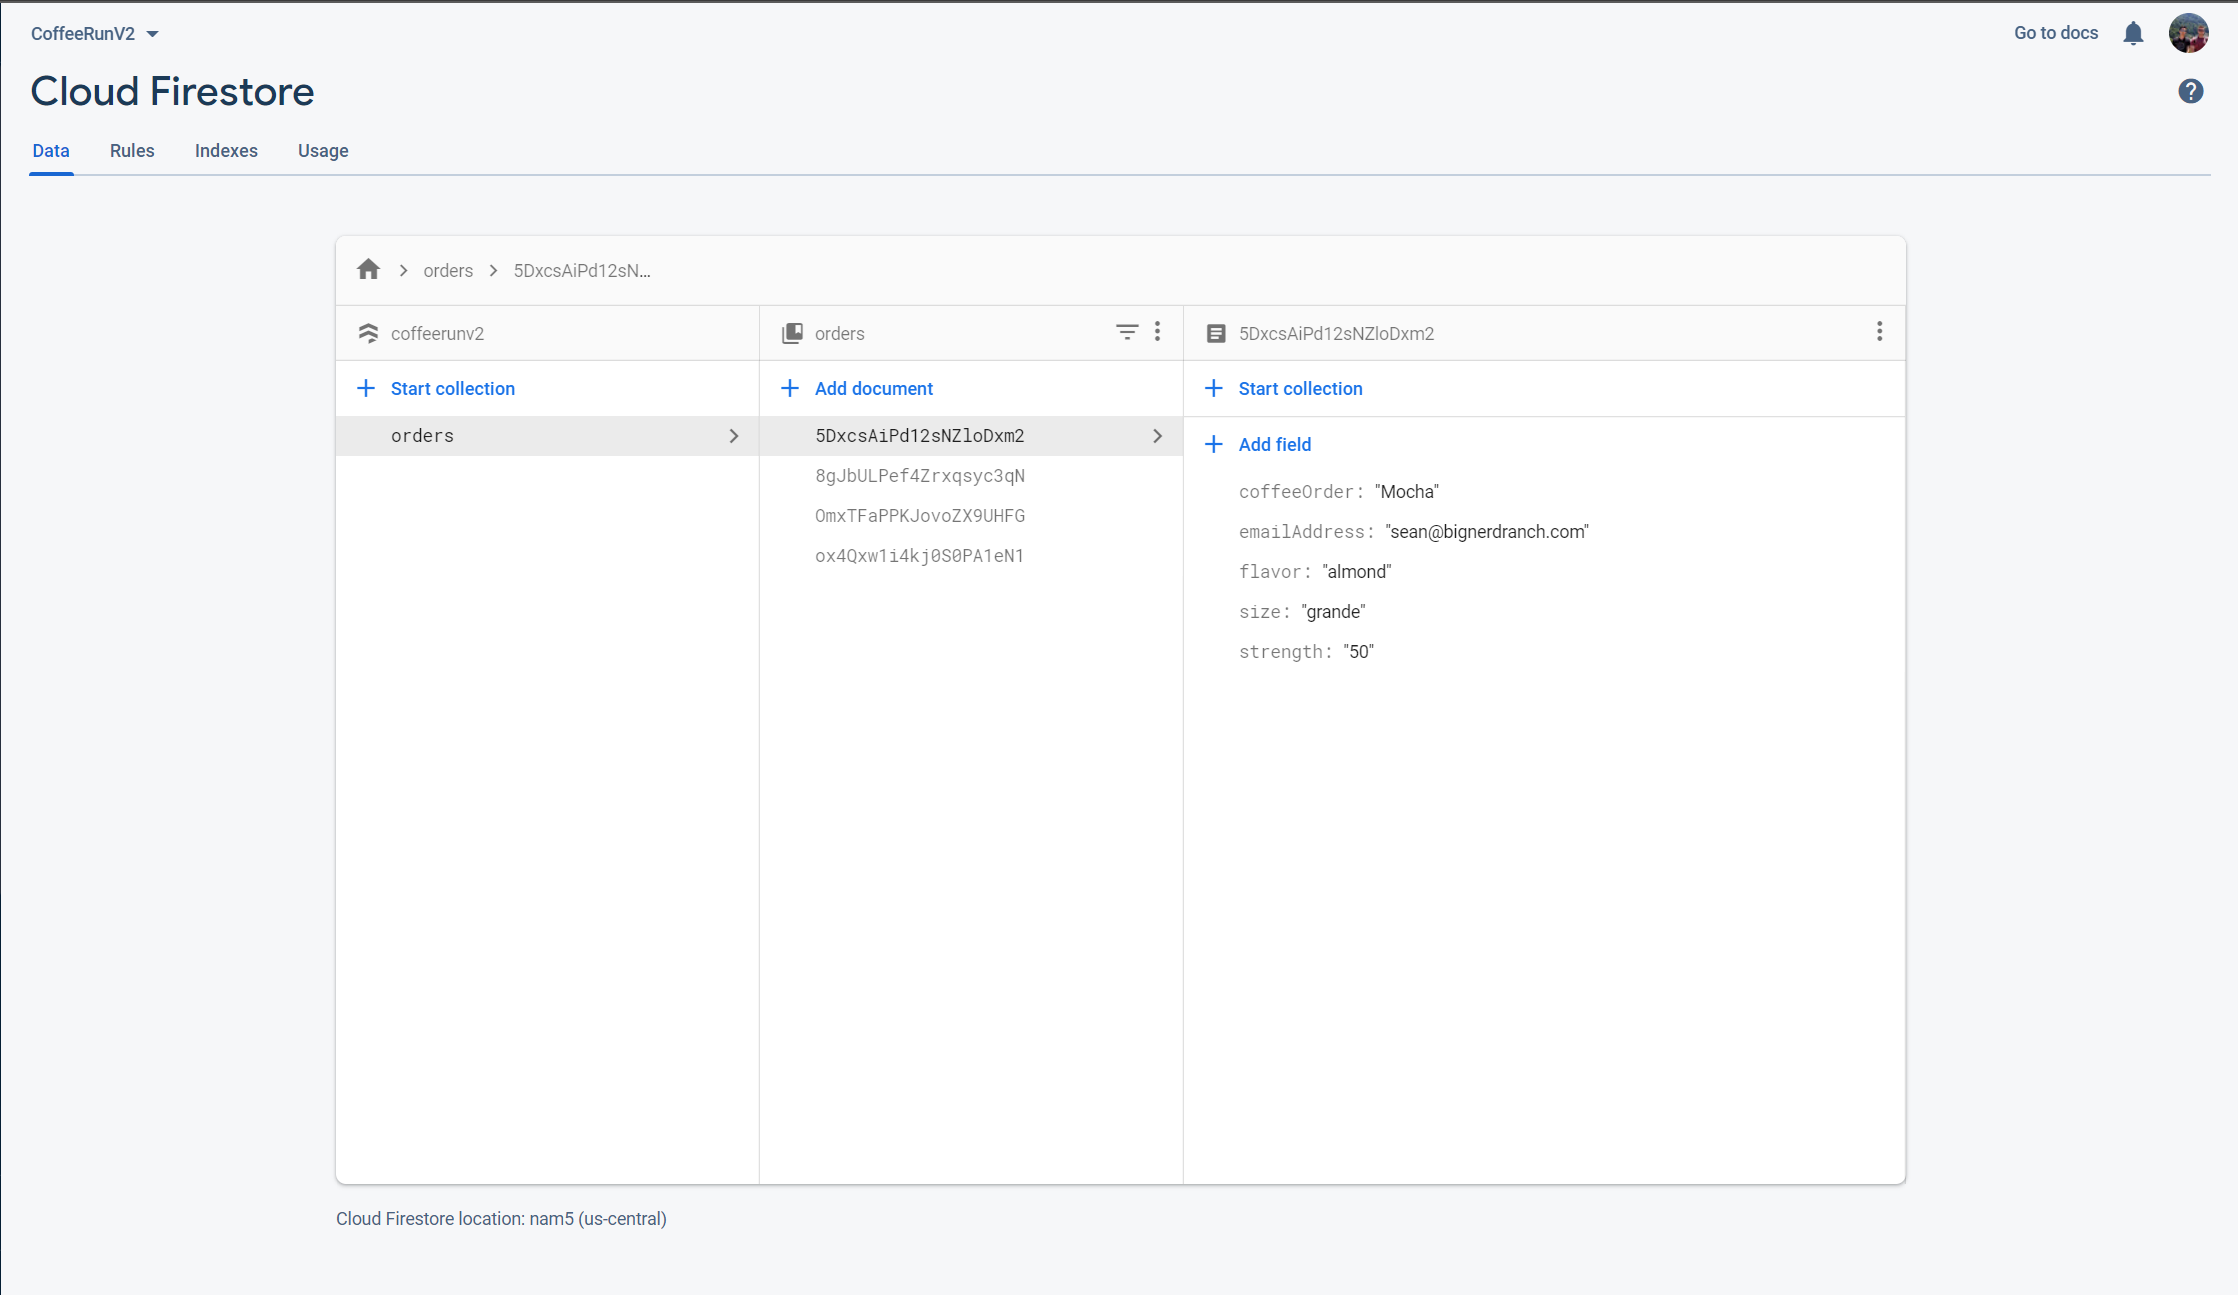 CoffeeRunV2
Go to docs
Cloud Firestore
Data Rules Indexes Usage
orders 5DxcsAiPd12sN...
coffeerunv2
orders
5DxcsAiPd12sNZloDxm2
Start collection
Add document
Start collection
orders
5DxcsAiPd12sNZloDxm2
8gJbULPef4Zrxqsyc3qN
OmxTFaPPKJovoZX9UHFG
ox4Qxw1i4kj0S0PA1eN1
Add field
coffeeOrder: "Mocha"
emailAddress: "sean@bignerdranch.com"
flavor: "almond"
size: "grande"
strength: "50"
Cloud Firestore location: nam5 (us-central)